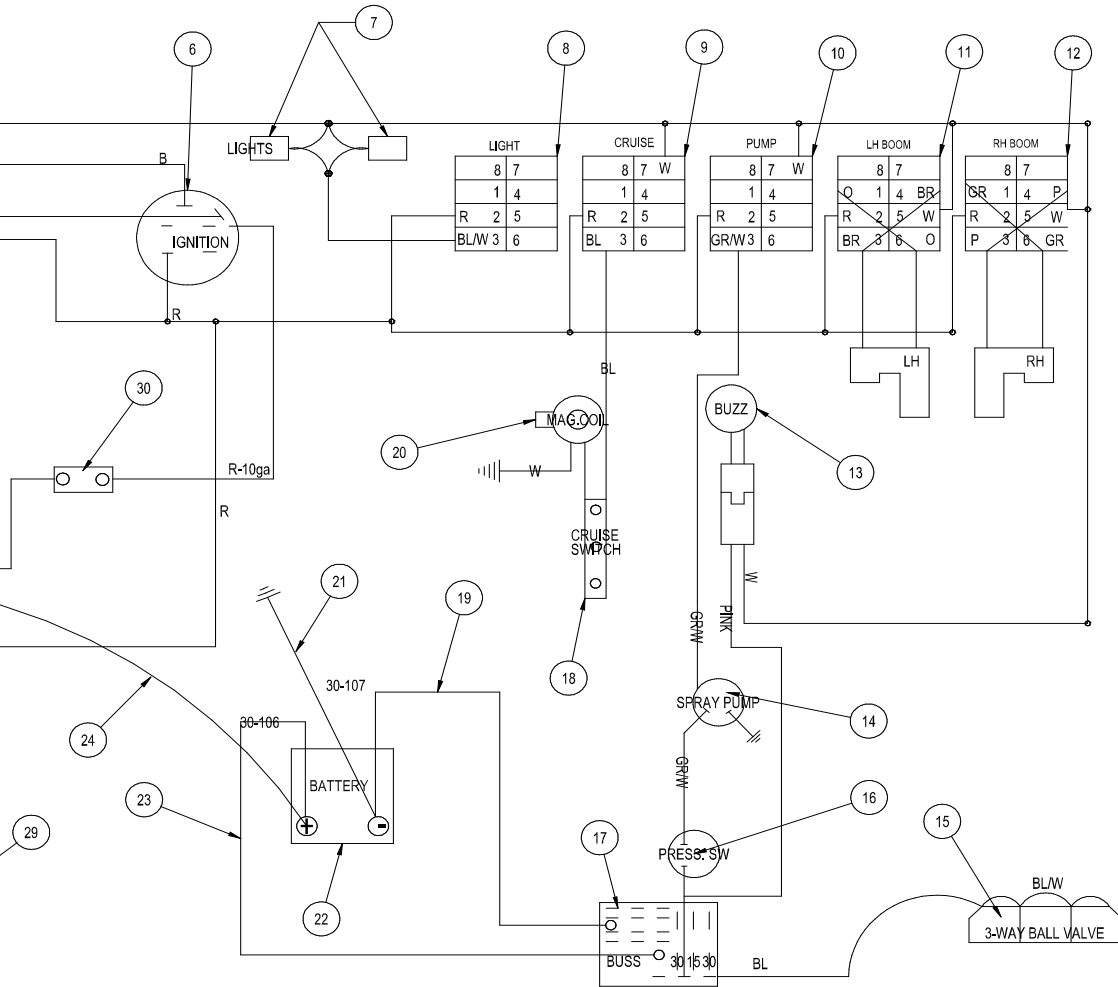 7
6
8
9
10
11
12
LIGHTS
LIGHT
CRUISE
PUMP
LH BOOM
RH BOOM
B
8 7
8 7 W
8 7 W
8 7
8 7
1 4
1 4
1 4
O 1 4 BR
GR 1 4 P
R 2 5
R 2 5
R 2 5
R 2 5 W
R 2 5 W
BL/W 3 6
BL 3 6
GR/W 3 6
BR 3 6 O
P 3 6 GR
IGNITION
R
LH
RH
BL
30
20
MAG.COIL
BUZZ
13
R-10ga
W
R
CRUISE
SWITCH
21
19
W
PINK
GR/W
18
30-107
24
30-106
SPRAY PUMP
14
GR/W
BATTERY
23
+
-
29
22
17
16
PRESS. SW
15
BL/W
3-WAY BALL VALVE
BUSS
30 15 30
BL